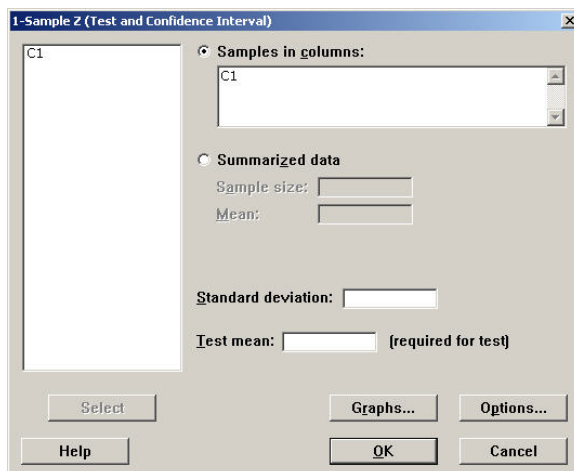 1-Sample Z (Test and Confidence Interval)
C1
Samples in columns:
C1
Summarized data
Sample size:
Mean:
Standard deviation:
Test mean:
(required for test)
Select
Graphs...
Options...
Help
OK
Cancel